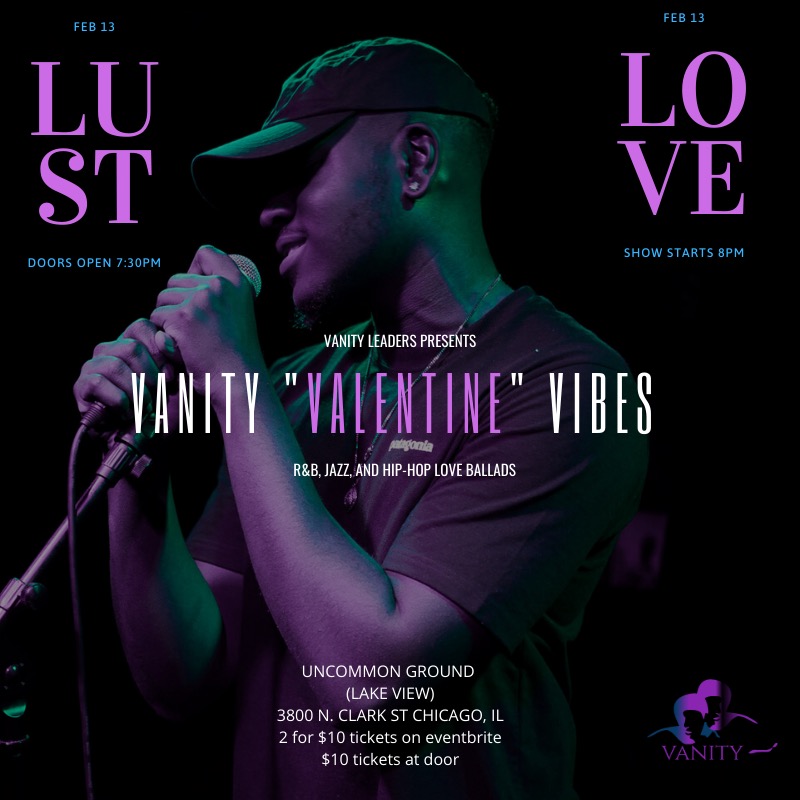 FEB 13
LU
ST
DOORS OPEN 7:30PM
FEB 13
LO
VE
SHOW STARTS 8PM
VANITY LEADERS PRESENTS
VANITY "VALENTINE" VIBES
patagonia
R&B, JAZZ, AND HIP-HOP LOVE BALLADS
UNCOMMON GROUND
(LAKE VIEW)
3800 N. CLARK ST CHICAGO, IL
2 for $10 tickets on eventbrite
$10 tickets at door
VANITY